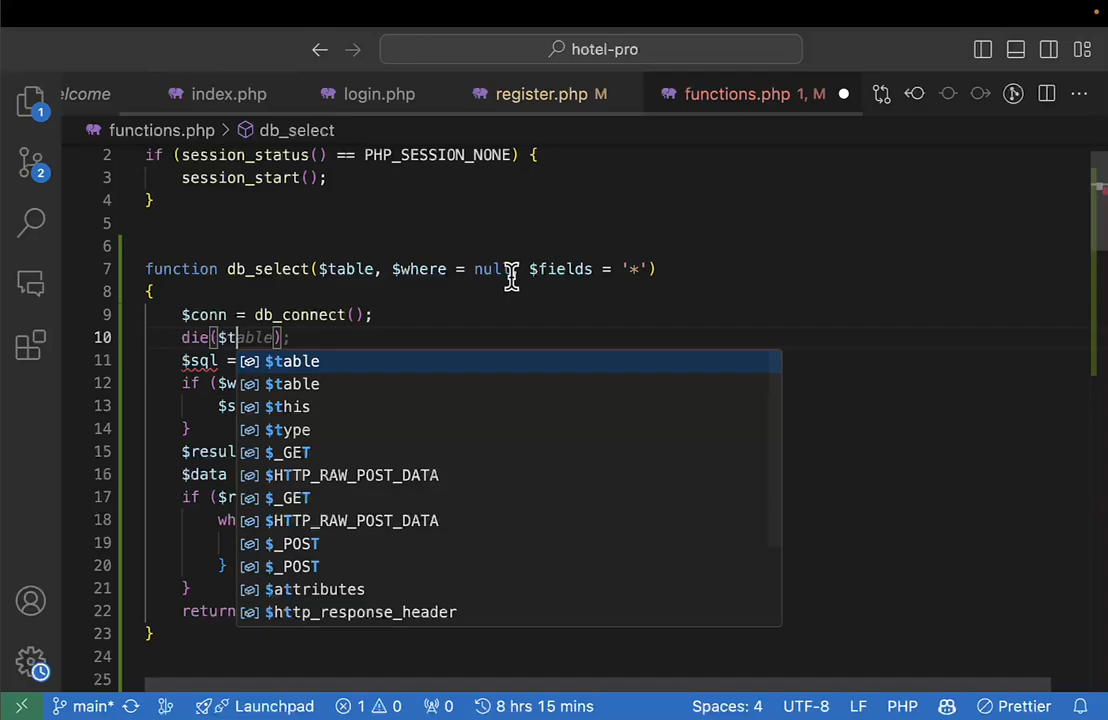 hotel-pro
elcome
index.php
login.php
register.php M
functions.php 1, M
functions.php > db_select
2 if (session_status() == PHP_SESSION_NONE) {
3 session_start();
4 }
5
6
7 function db_select($table, $where = null, $fields = '*')
8 {
9 $conn = db_connect();
10 die($table);
11 $sql =
12 if ($w
13 $s
14 }
15 $resul
16 $data
17 if ($r
18 wh
19
20 }
21 }
22 return
23 }
24
25
$table
$table
$this
$type
$_GET
$HTTP_RAW_POST_DATA
$_GET
$HTTP_RAW_POST_DATA
$_POST
$_POST
$attributes
$http_response_header
1
2
main* Launchpad 1 0 0 8 hrs 15 mins Spaces: 4 UTF-8 LF PHP Prettier